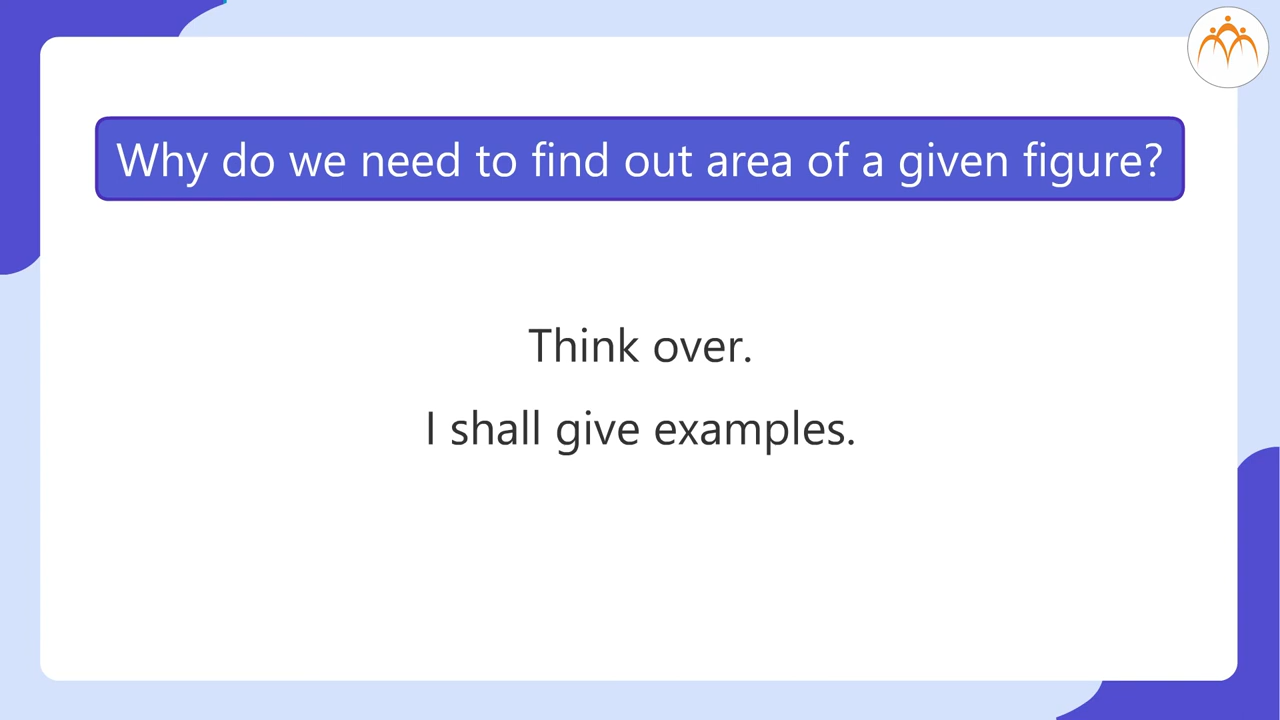 Why do we need to find out area of a given figure?
Think over.
I shall give examples.